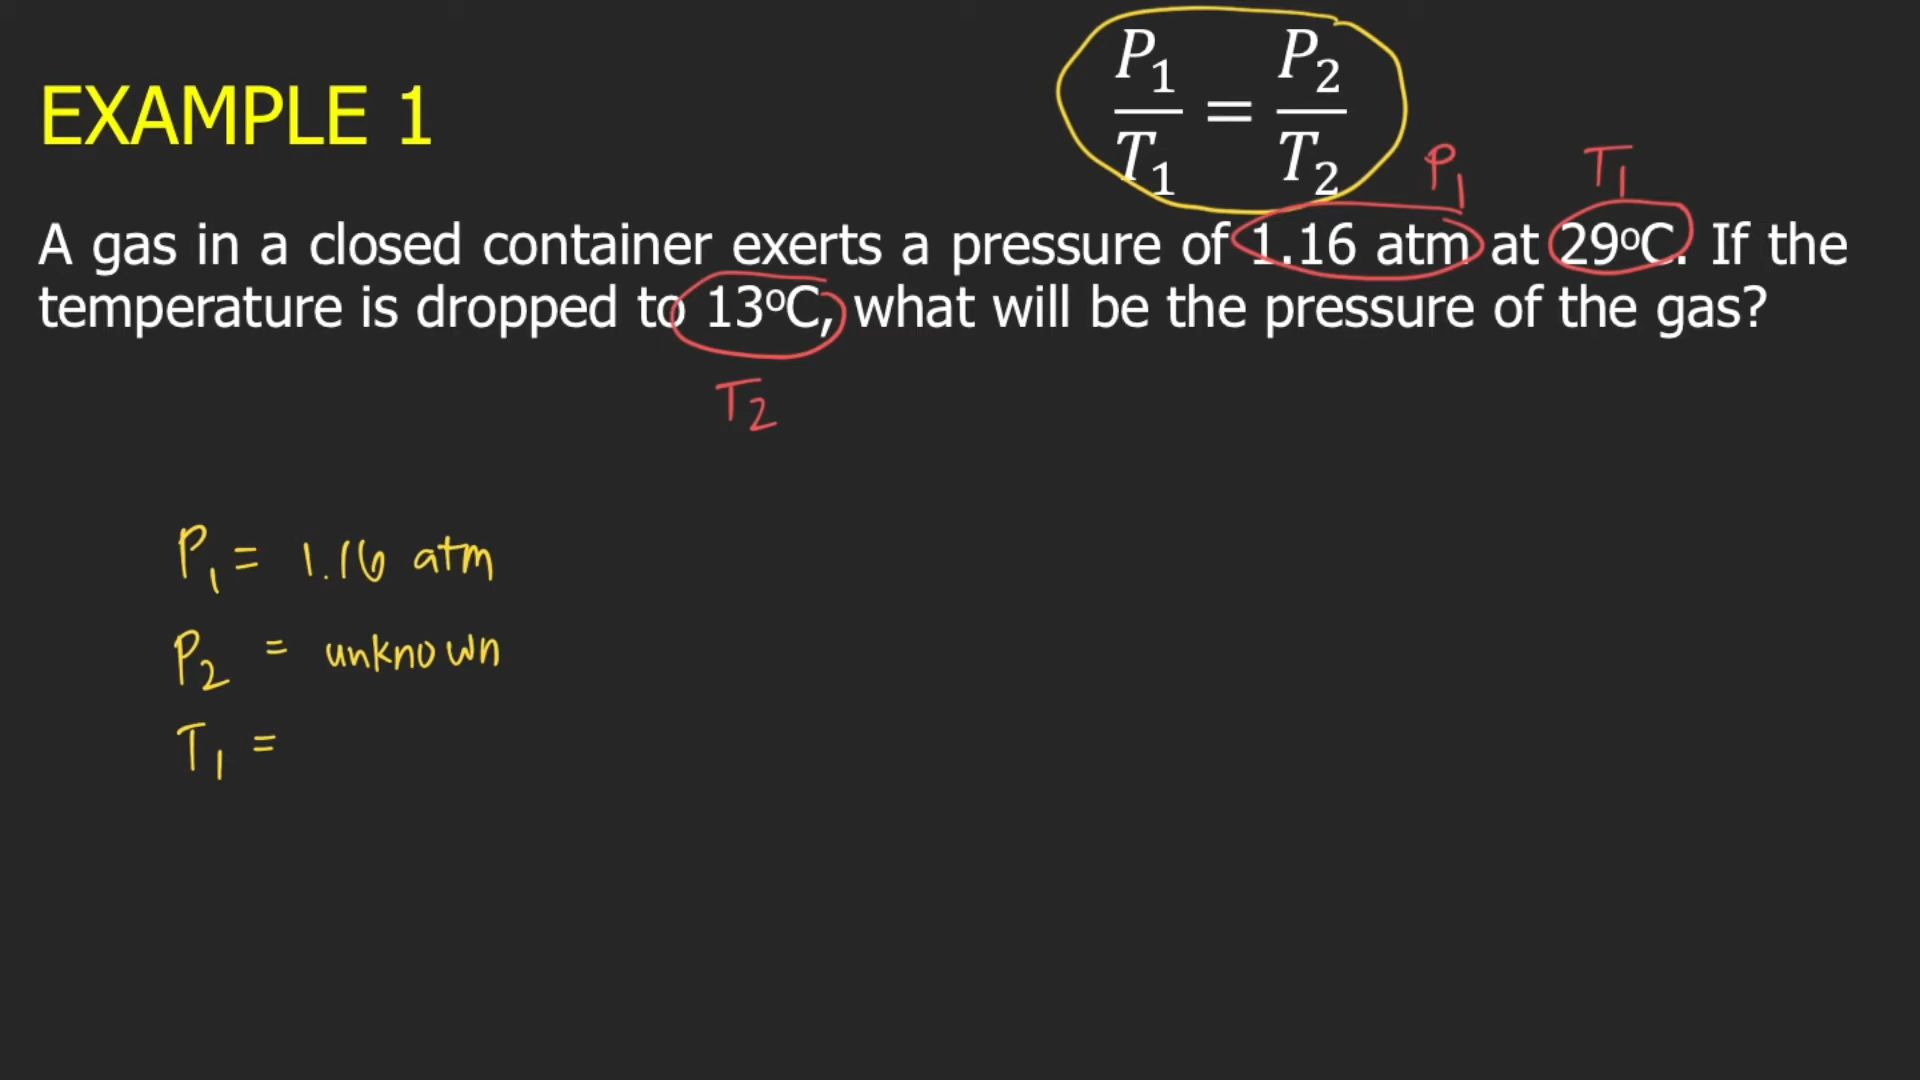 EXAMPLE 1
P₁/T₁ = P₂/T₂
P₁ T₁
A gas in a closed container exerts a pressure of 1.16 atm at 29ºC. If the
temperature is dropped to 13ºC, what will be the pressure of the gas?
T₂
P₁ = 1.16 atm
P₂ = unknown
T₁ =